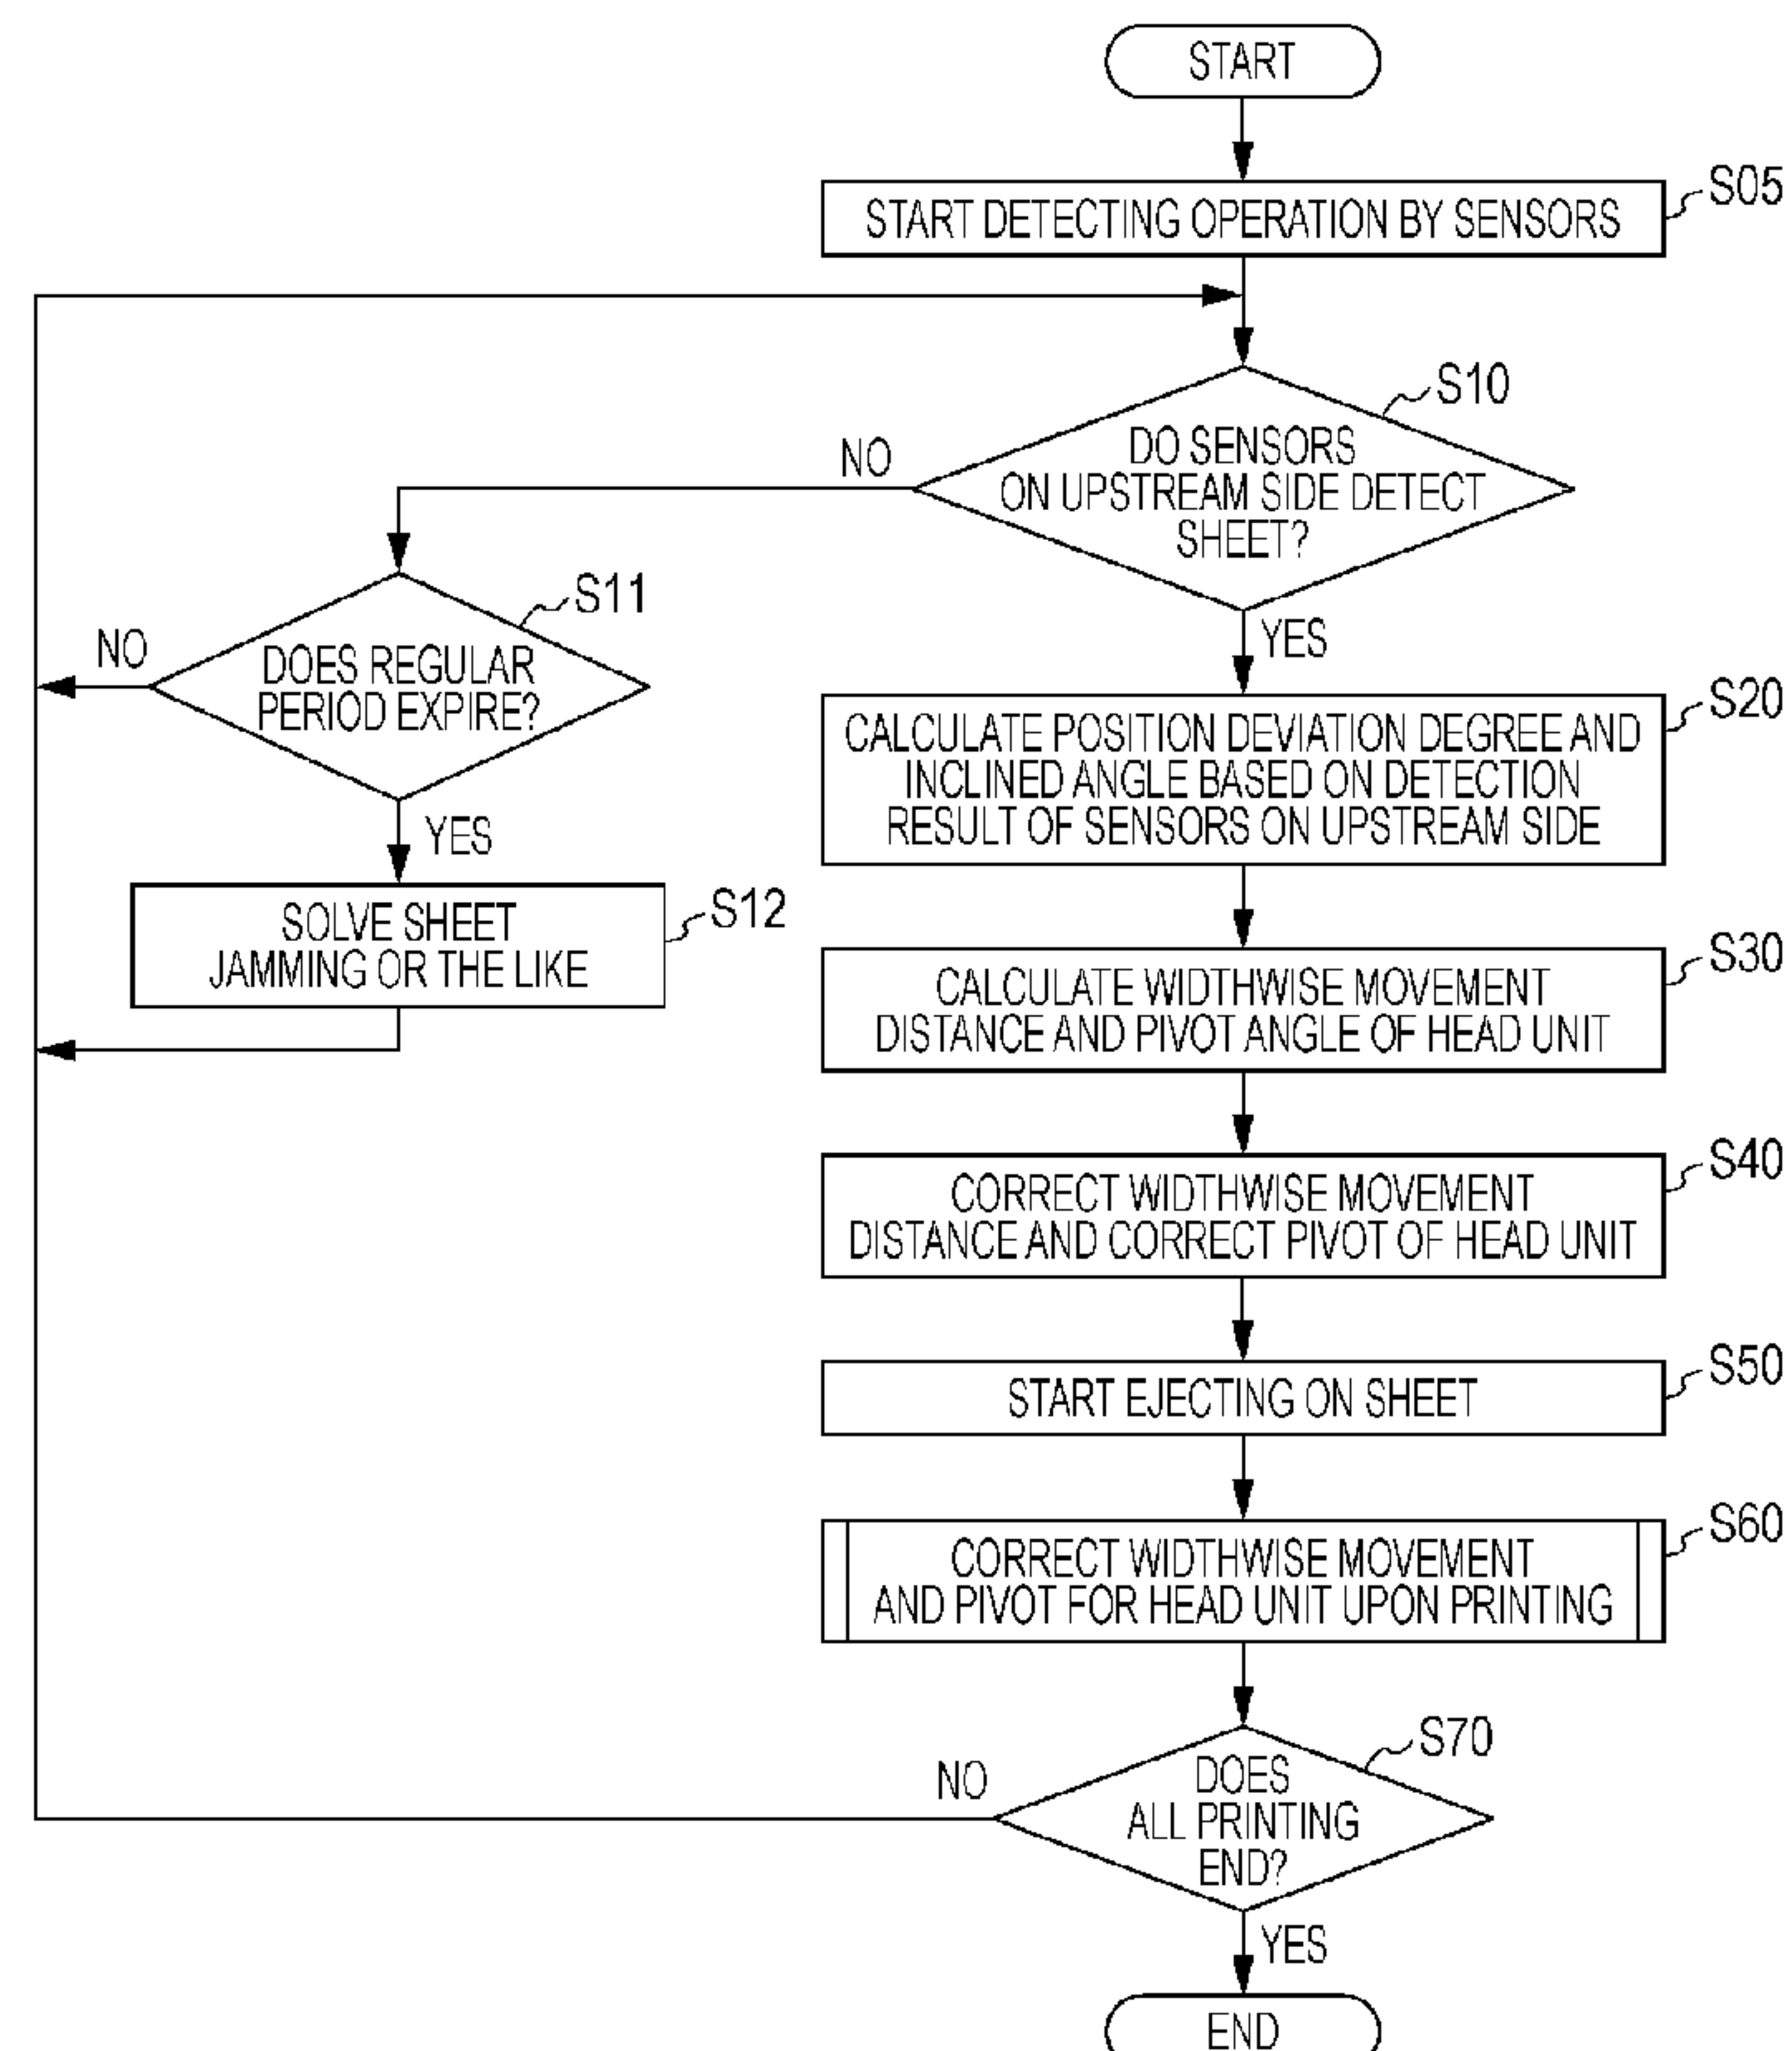 START
START DETECTING OPERATION BY SENSORS
S05
S10
DO SENSORS
ON UPSTREAM SIDE DETECT
SHEET?
NO
YES
S11
DOES REGULAR
PERIOD EXPIRE?
NO
YES
SOLVE SHEET
JAMMING OR THE LIKE
S12
CALCULATE POSITION DEVIATION DEGREE AND
INCLINED ANGLE BASED ON DETECTION
RESULT OF SENSORS ON UPSTREAM SIDE
S20
CALCULATE WIDTHWISE MOVEMENT
DISTANCE AND PIVOT ANGLE OF HEAD UNIT
S30
CORRECT WIDTHWISE MOVEMENT
DISTANCE AND CORRECT PIVOT OF HEAD UNIT
S40
START EJECTING ON SHEET
S50
CORRECT WIDTHWISE MOVEMENT
AND PIVOT FOR HEAD UNIT UPON PRINTING
S60
S70
DOES
ALL PRINTING
END?
NO
YES
END